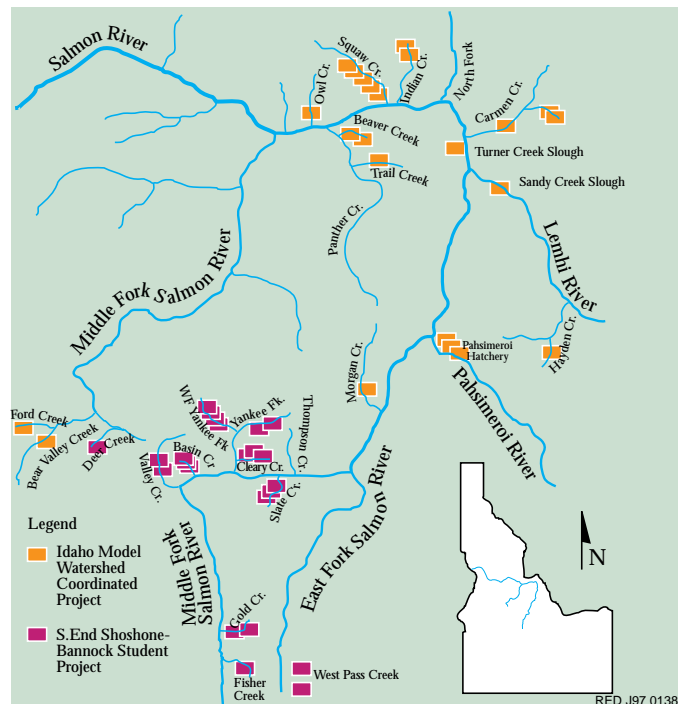 Salmon River
Squaw Cr.
Owl Cr.
Indian Cr.
North Fork
Carmen Cr.
Beaver Creek
Turner Creek Slough
Trail Creek
Sandy Creek Slough
Panther Cr.
Lemhi River
Middle Fork Salmon River
Hayden Cr.
Pahsimeroi
Hatchery
Morgan Cr.
Pahsimeroi River
WF Yankee Fk
Yankee Fk.
Thompson Cr.
Ford Creek
Bear Valley Creek
Deer Creek
Valley Cr.
Basin Cr
Cleary Cr.
Slate Cr.
East Fork Salmon River
Middle Fork
Salmon River
Legend
Idaho Model
Watershed
Coordinated
Project
S.End Shoshone-
Bannock Student
Project
Gold Cr.
Fisher
Creek
West Pass Creek
N
RED J97 0138